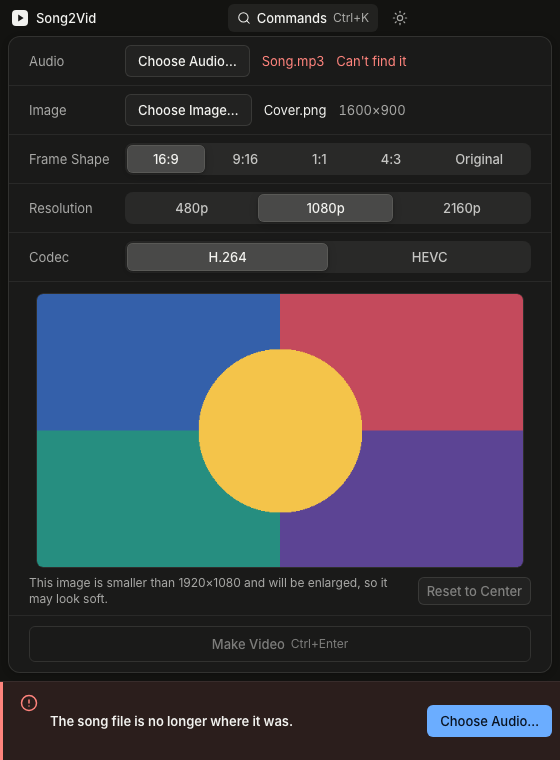 Song2Vid
Commands Ctrl+K
Audio Choose Audio... Song.mp3 Can't find it
Image Choose Image... Cover.png 1600×900
Frame Shape 16:9 9:16 1:1 4:3 Original
Resolution 480p 1080p 2160p
Codec H.264 HEVC
This image is smaller than 1920×1080 and will be enlarged, so it
may look soft.
Reset to Center
Make Video Ctrl+Enter
The song file is no longer where it was.
Choose Audio...